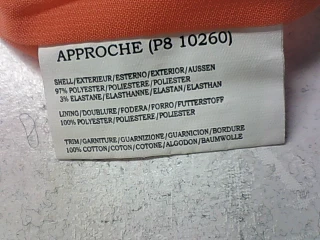 APPROCHE (P8 10260)
SHELL/EXTERIEUR/ESTERNO/EXTERIOR/AUSSEN
97% POLYESTER/POLIESTERE/POLIESTER
3% ELASTANE/ELASTHANNE/ELASTAN/ELASTHAN
LINING/DOUBLURE/FODERA/FORRO/FUTTERSTOFF
100% POLYESTER/POLIESTERE/POLIESTER
TRIM/GARNITURE/GUARNIZIONE/GUARNICION/BORDURE
100% COTTON/COTON/COTONE/ALGODON/BAUMWOLLE